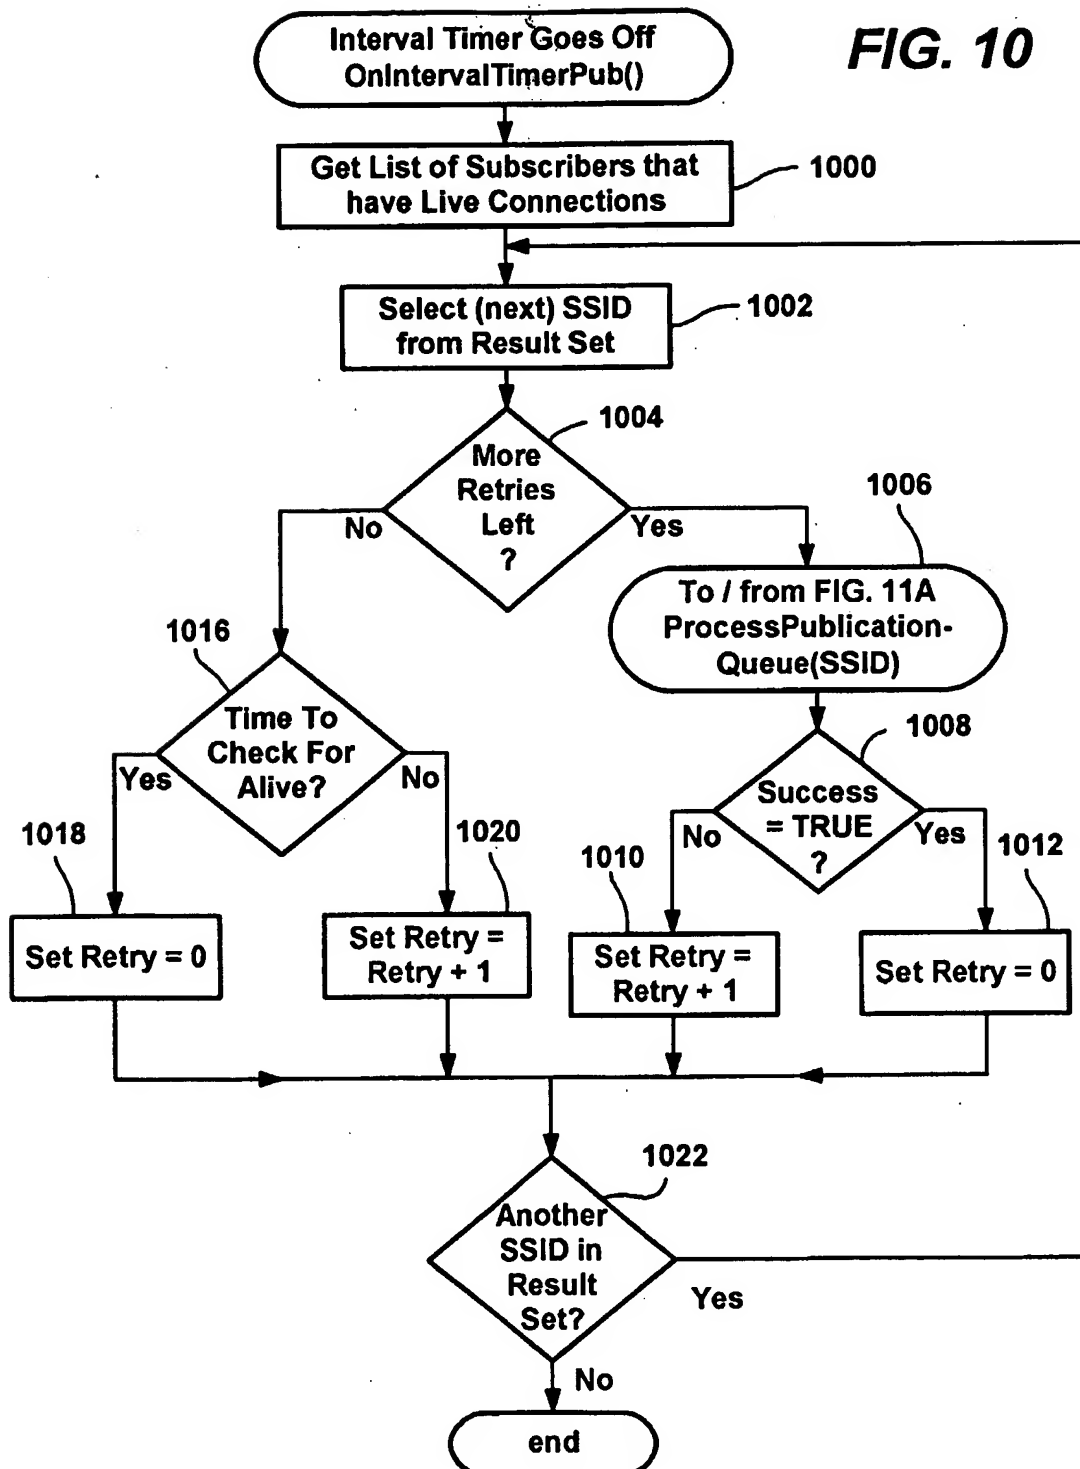 Interval Timer Goes Off
OnIntervalTimerPub()
FIG. 10
Get List of Subscribers that
have Live Connections
1000
Select (next) SSID
from Result Set
1002
1004
More
Retries
Left
?
No
Yes
1006
To / from FIG. 11A
ProcessPublication-
Queue(SSID)
1016
Time To
Check For
Alive?
Yes
No
1008
Success
= TRUE
?
No
Yes
1018
Set Retry = 0
1020
Set Retry =
Retry + 1
1010
Set Retry =
Retry + 1
1012
Set Retry = 0
1022
Another
SSID in
Result
Set?
Yes
No
end